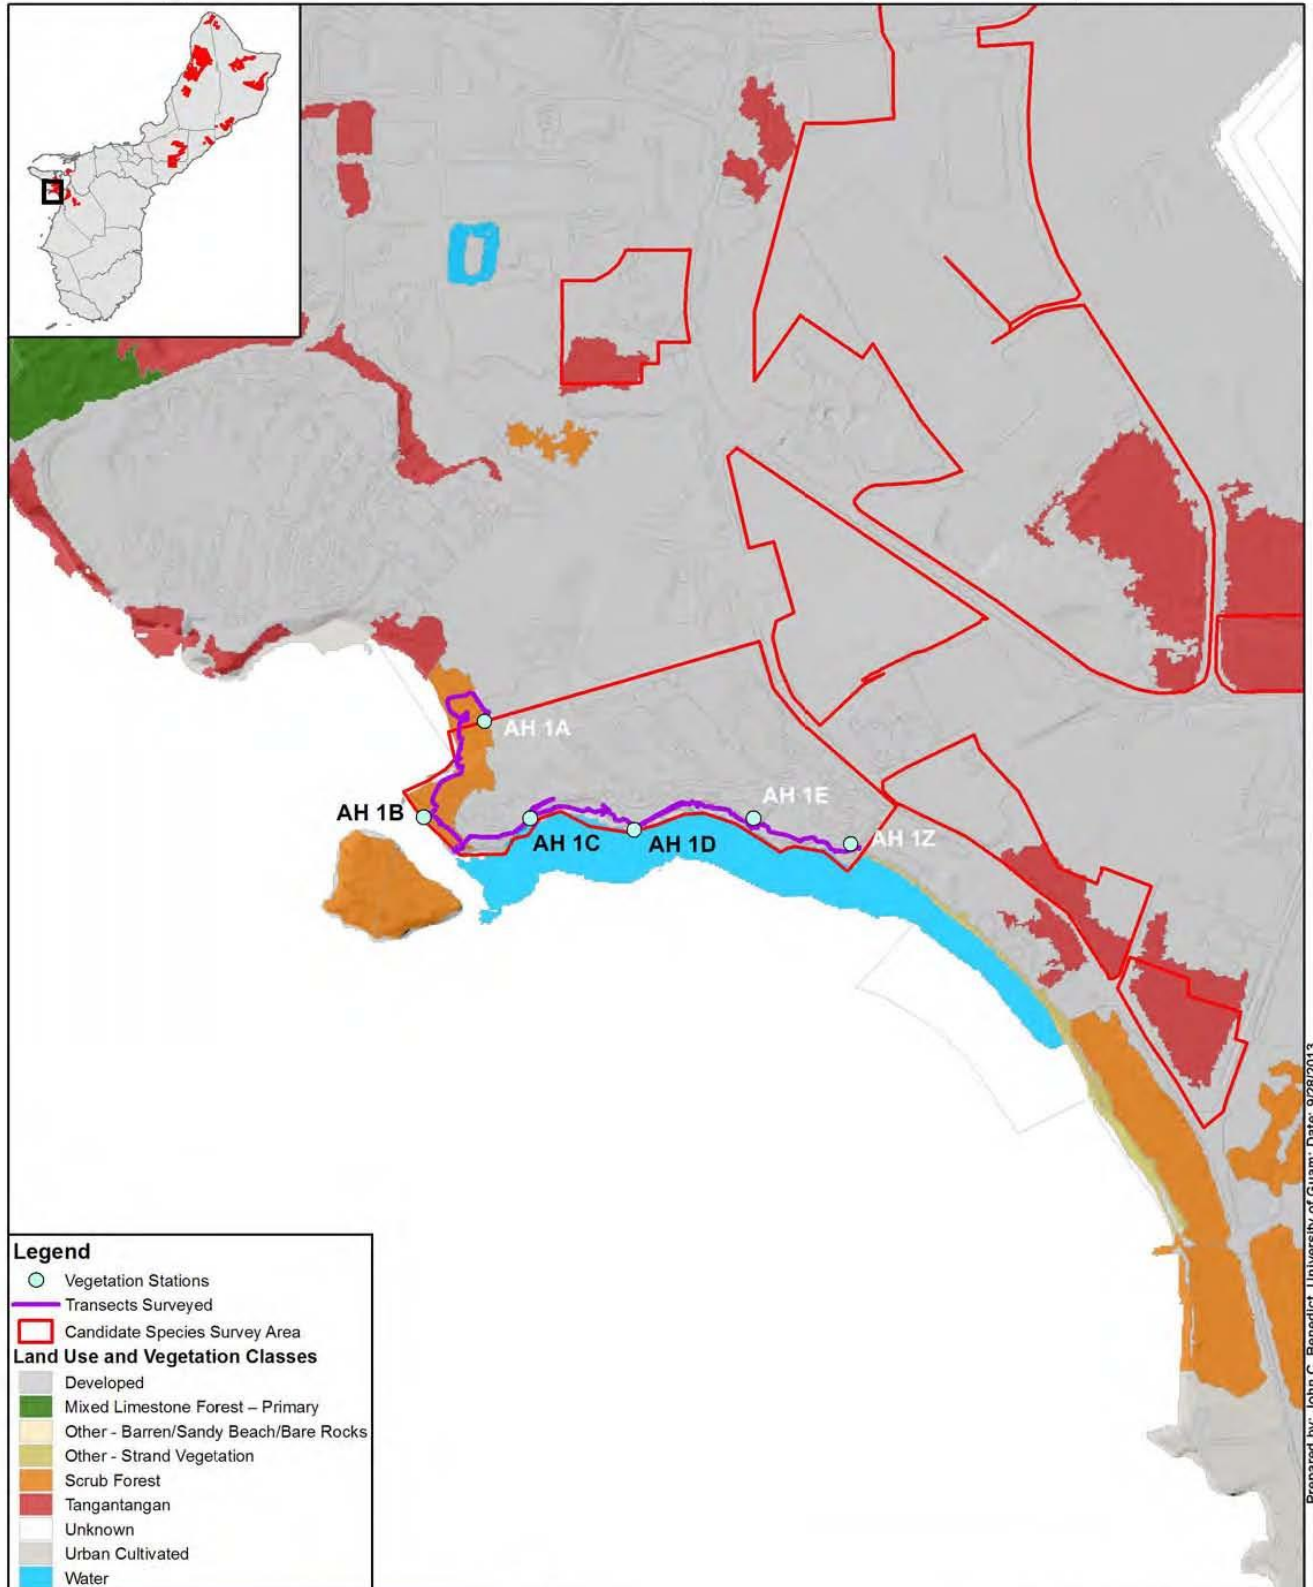 AH 1A
AH 1B
AH 1C
AH 1D
AH 1E
AH 1Z
Legend
Vegetation Stations
Transects Surveyed
Candidate Species Survey Area
Land Use and Vegetation Classes
Developed
Mixed Limestone Forest – Primary
Other - Barren/Sandy Beach/Bare Rocks
Other - Strand Vegetation
Scrub Forest
Tangantangan
Unknown
Urban Cultivated
Water
Prepared by: John C. Benedict, University of Guam; Date: 9/28/2013